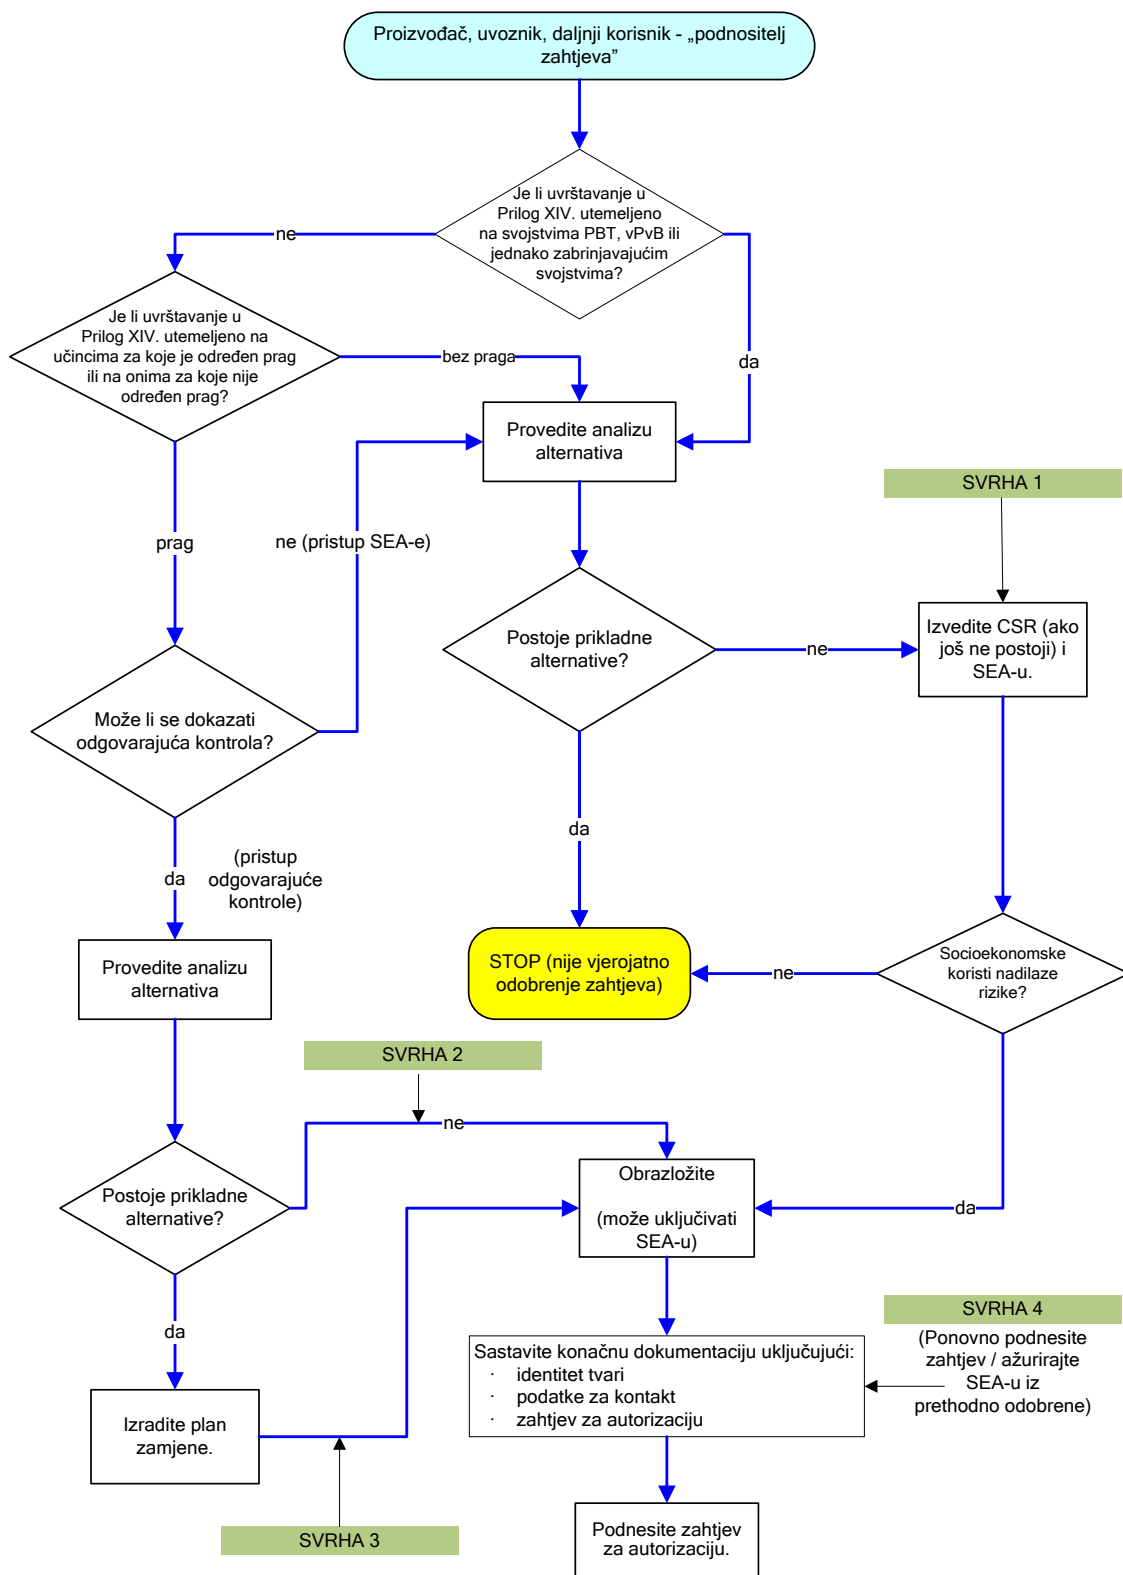 Proizvođač, uvoznik, daljnji korisnik - „podnositelj
zahtjeva”
Je li uvrštavanje u
Prilog XIV. utemeljeno
na svojstvima PBT, vPvB ili
jednako zabrinjavajućim
svojstvima?
ne
da
Je li uvrštavanje u
Prilog XIV. utemeljeno na
učincima za koje je određen prag
ili na onima za koje nije
određen prag?
bez praga
prag
Provedite analizu
alternativa
ne (pristup SEA-e)
SVRHA 1
Postoje prikladne
alternative?
ne
Izvedite CSR (ako
još ne postoji) i
SEA-u.
Može li se dokazati
odgovarajuća kontrola?
da
da
(pristup
odgovarajuće
kontrole)
Provedite analizu
alternativa
STOP (nije vjerojatno
odobrenje zahtjeva)
ne
Socioekonomske
koristi nadilaze
rizike?
SVRHA 2
ne
Postoje prikladne
alternative?
Obrazložite
(može uključivati
SEA-u)
da
da
SVRHA 4
(Ponovno podnesite
zahtjev / ažurirajte
SEA-u iz
prethodno odobrene)
Sastavite konačnu dokumentaciju uključujući:
· identitet tvari
· podatke za kontakt
· zahtjev za autorizaciju
Izradite plan
zamjene.
SVRHA 3
Podnesite zahtjev
za autorizaciju.